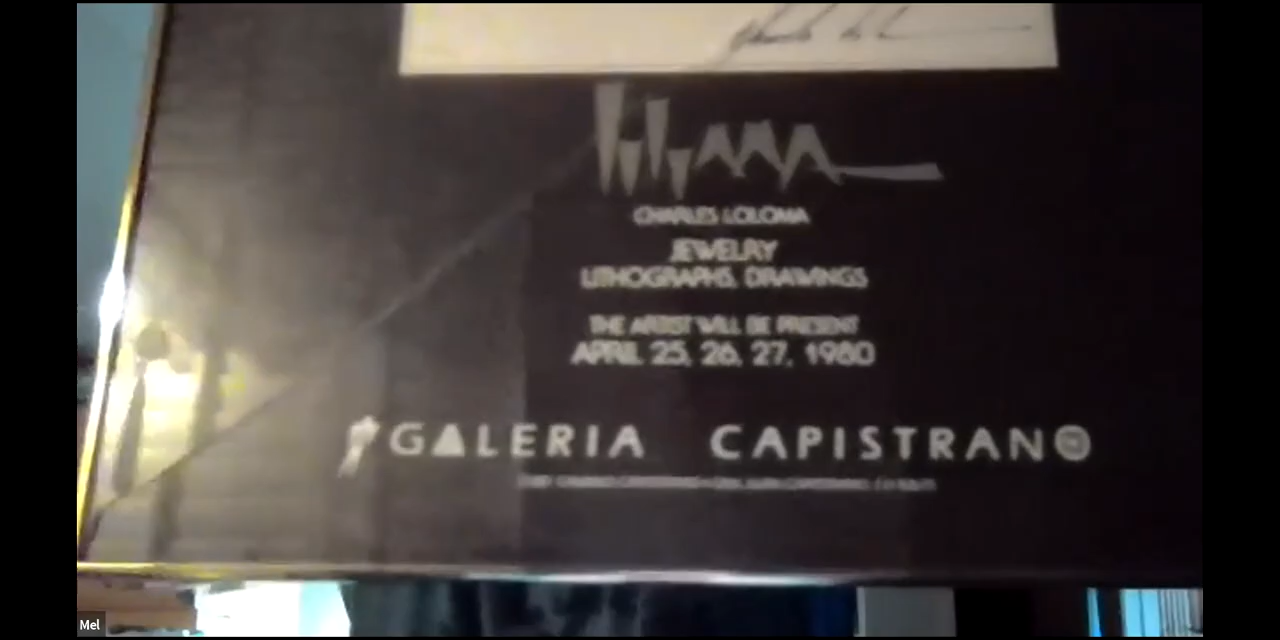 CHARLES LOLOMA
JEWELRY
LITHOGRAPHS, DRAWINGS
THE ARTIST WILL BE PRESENT
APRIL 25, 26, 27, 1980
GALERIA CAPISTRANO
Mel